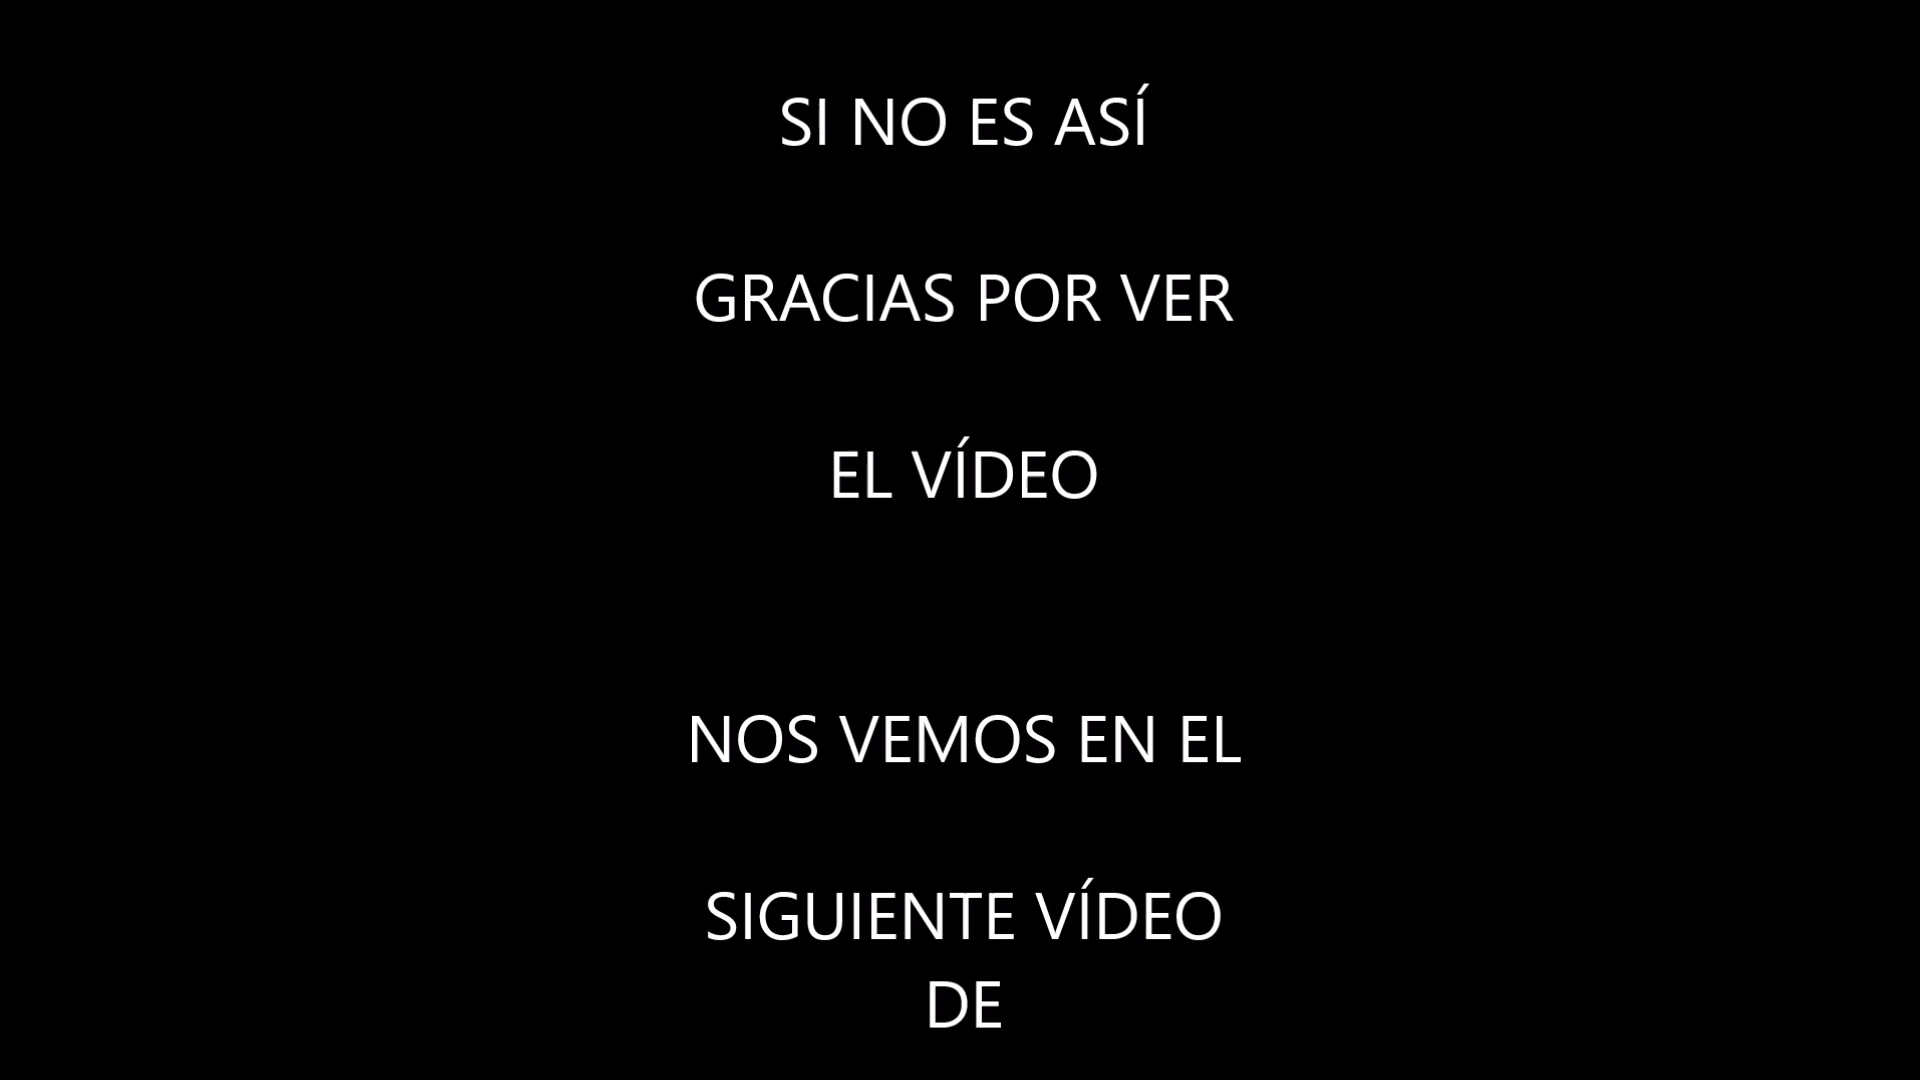 SI NO ES ASÍ
GRACIAS POR VER
EL VÍDEO
NOS VEMOS EN EL
SIGUIENTE VÍDEO
DE